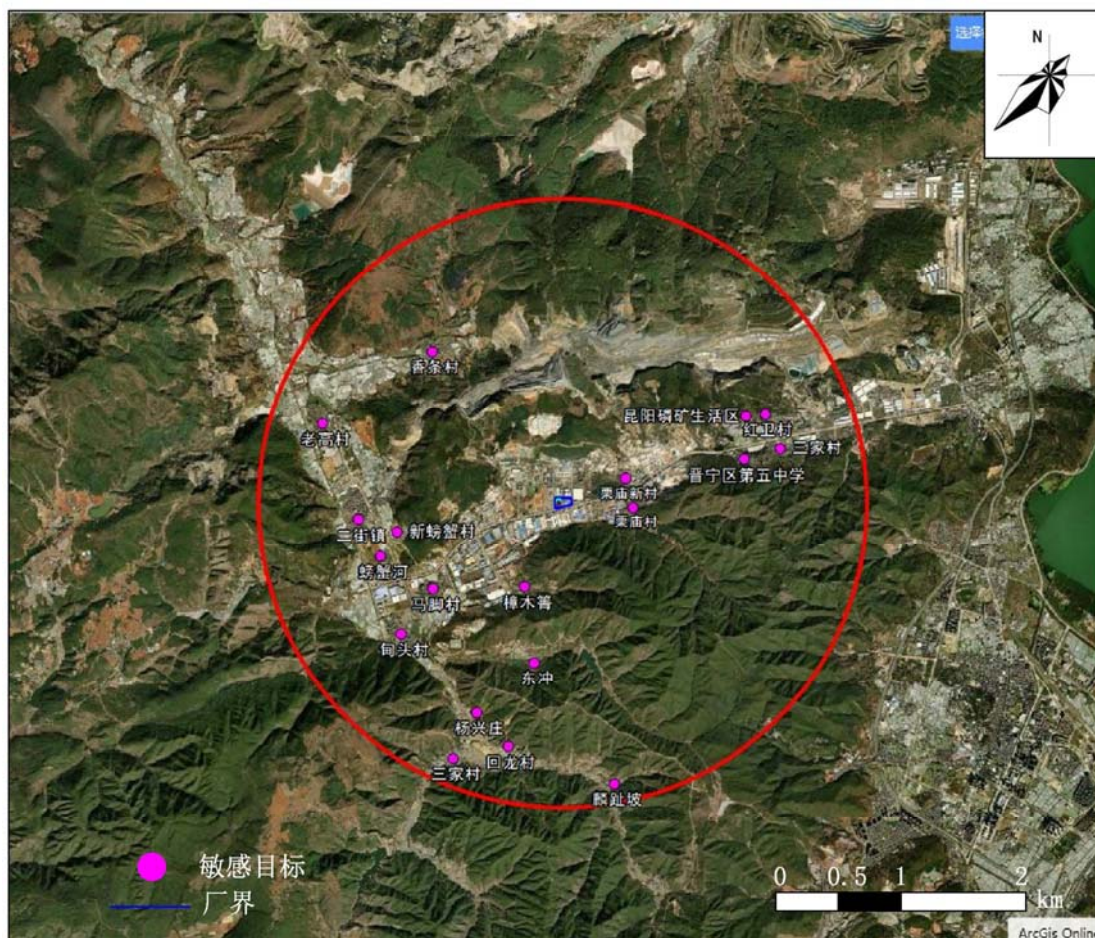 选择
N
香条村
老高村
昆阳磷矿生活区
红卫村
三家村
晋宁区第五中学
栗庙新村
栗庙村
三街镇
新螃蟹村
螃蟹河
马脚村
樟木箐
甸头村
东冲
杨兴庄
回龙村
三家村
麟趾坡
敏感目标
厂界
0 0.5 1 2
km
ArcGis Online